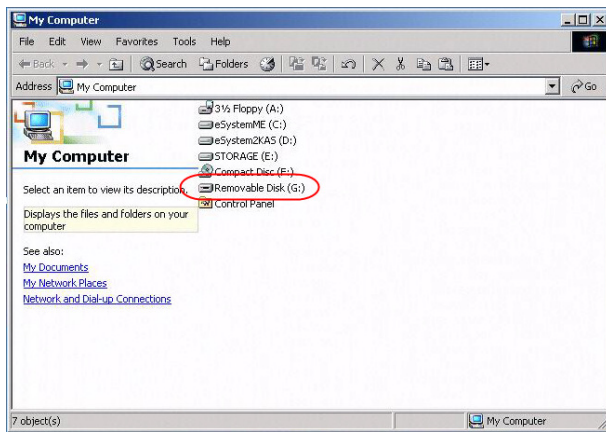 My Computer
File Edit View Favorites Tools Help
Back Search Folders
Address My Computer Go
3½ Floppy (A:)
eSystemME (C:)
eSystem2KAS (D:)
STORAGE (E:)
Compact Disc (F:)
Removable Disk (G:)
Control Panel
My Computer
Select an item to view its description.
Displays the files and folders on your
computer
See also:
My Documents
My Network Places
Network and Dial-up Connections
7 object(s) My Computer